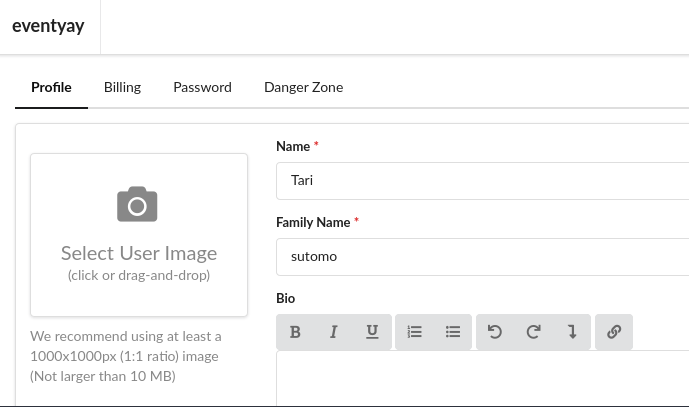 eventyay
Profile Billing Password Danger Zone
Select User Image
(click or drag-and-drop)
We recommend using at least a
1000x1000px (1:1 ratio) image
(Not larger than 10 MB)
Name *
Tari
Family Name *
sutomo
Bio
B I U